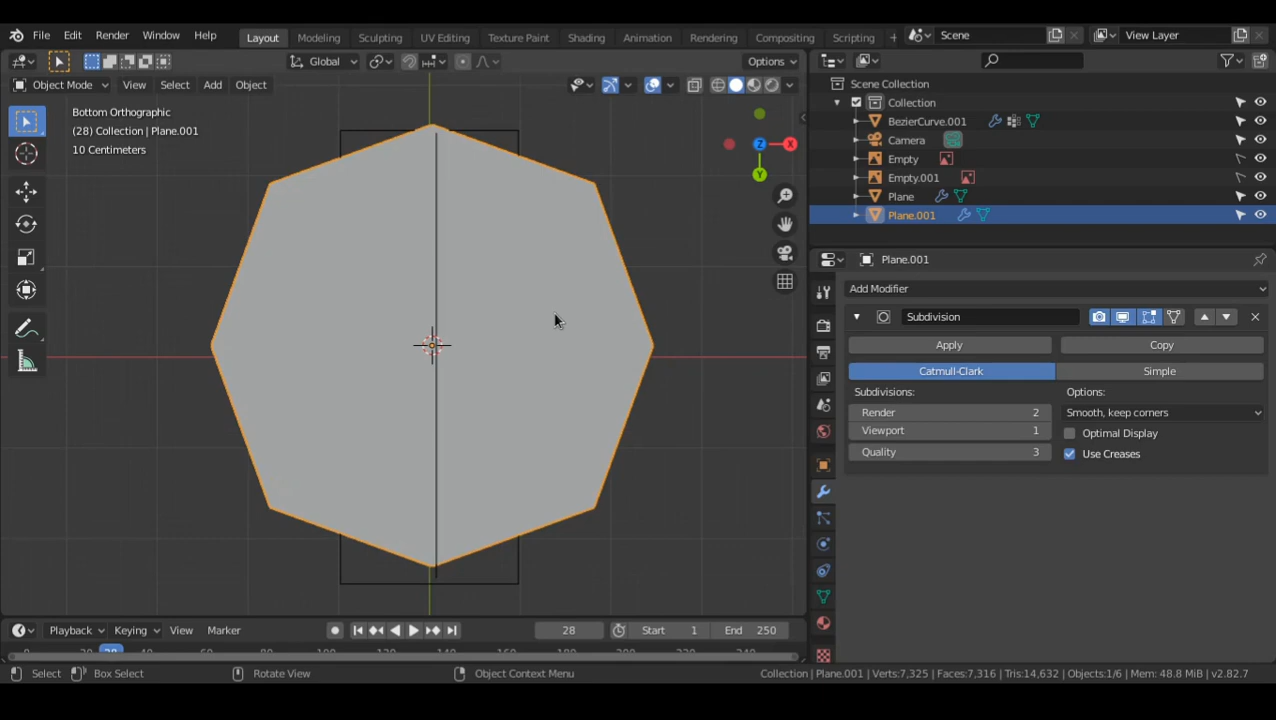 File Edit Render Window Help Layout Modeling Sculpting UV Editing Texture Paint Shading Animation Rendering Compositing Scripting + Scene View Layer
Global Options
Object Mode View Select Add Object
Bottom Orthographic
(28) Collection | Plane.001
10 Centimeters
Z X Y
Scene Collection
Collection
BezierCurve.001
Camera
Empty
Empty.001
Plane
Plane.001
Plane.001
Add Modifier
Subdivision
Apply Copy
Catmull-Clark Simple
Subdivisions: Options:
Render 2 Smooth, keep corners
Viewport 1 Optimal Display
Quality 3 Use Creases
Playback Keying View Marker 28 Start 1 End 250
Select Box Select Rotate View Object Context Menu Collection | Plane.001 | Verts:7,325 | Faces:7,316 | Tris:14,632 | Objects:1/6 | Mem: 48.8 MiB | v2.82.7